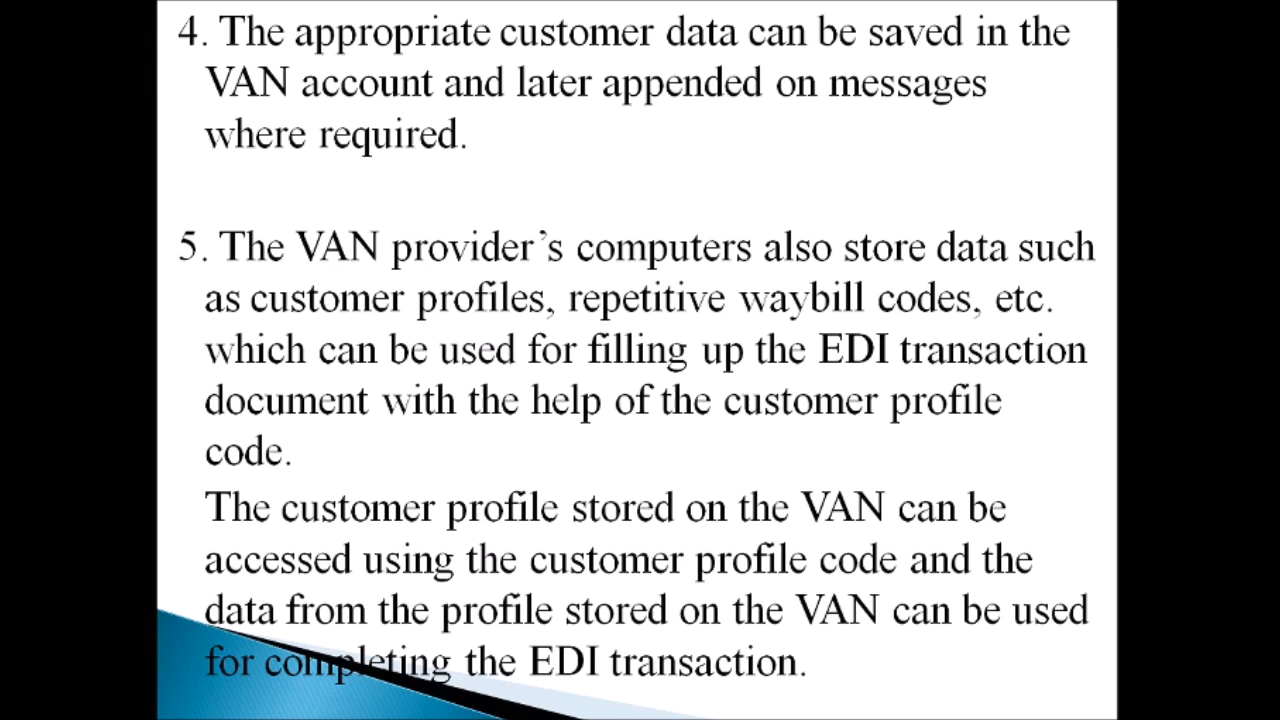 4. The appropriate customer data can be saved in the
VAN account and later appended on messages
where required.
5. The VAN provider’s computers also store data such
as customer profiles, repetitive waybill codes, etc.
which can be used for filling up the EDI transaction
document with the help of the customer profile
code.
The customer profile stored on the VAN can be
accessed using the customer profile code and the
data from the profile stored on the VAN can be used
for completing the EDI transaction.